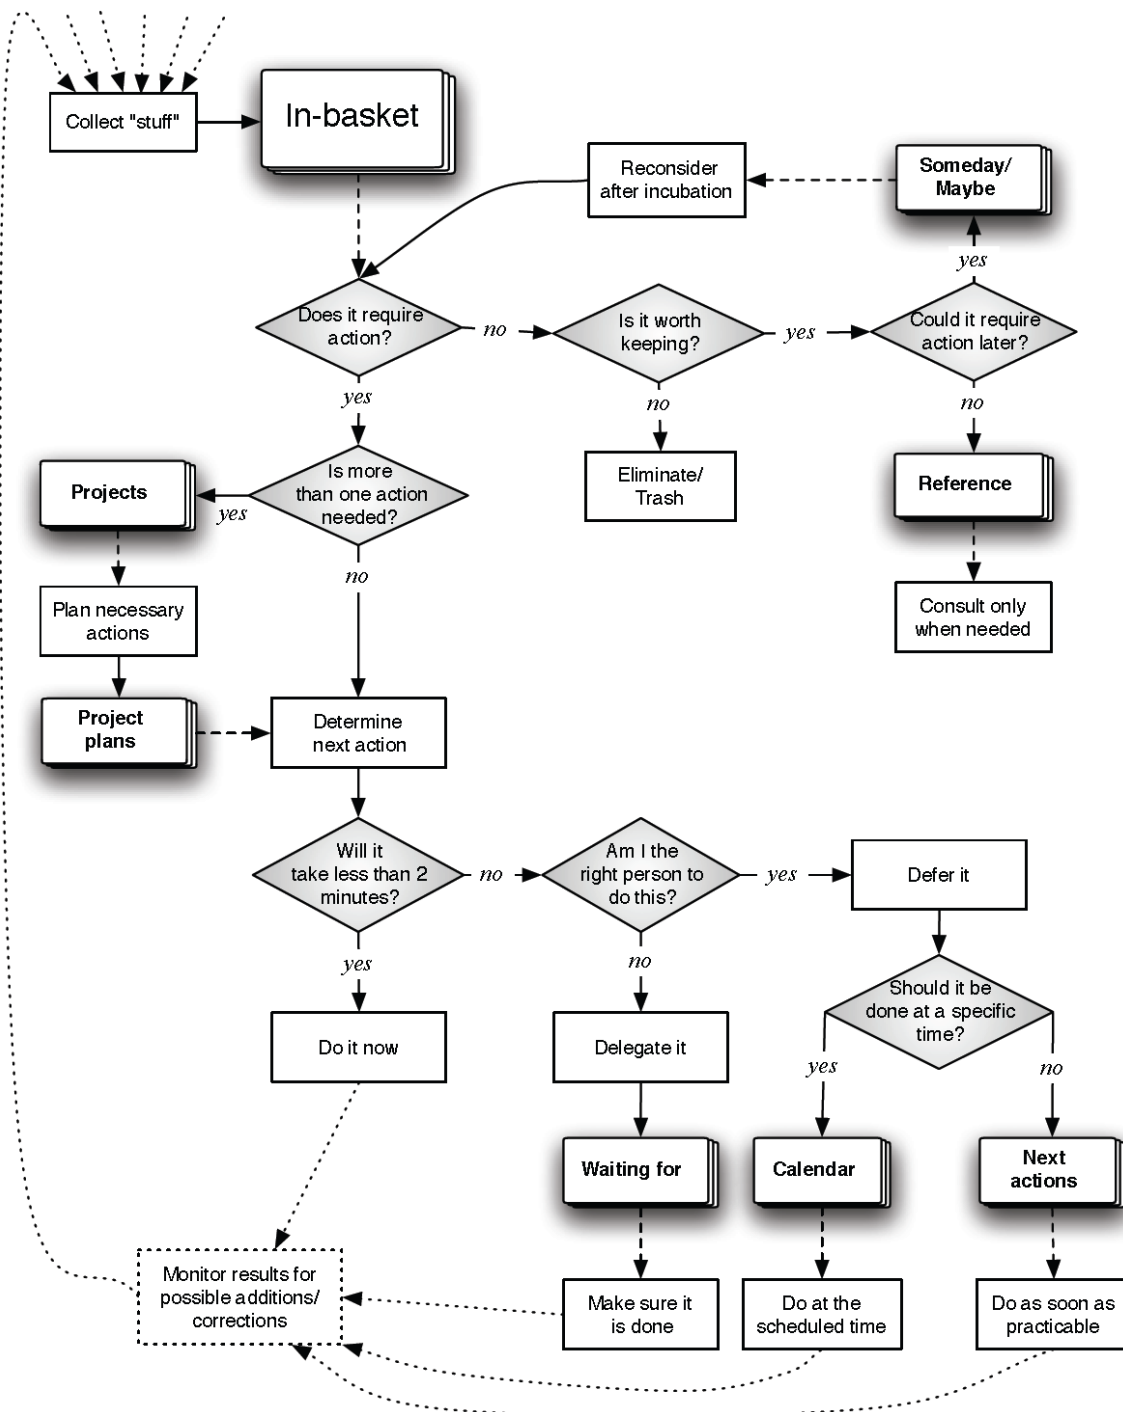 Collect "stuff"
In-basket
Reconsider
after incubation
Someday/
Maybe
yes
Does it require
action?
no
Is it worth
keeping?
yes
Could it require
action later?
yes
no
no
Projects
yes
Is more
than one action
needed?
Eliminate/
Trash
Reference
no
Plan necessary
actions
Consult only
when needed
Project
plans
Determine
next action
Will it
take less than 2
minutes?
no
Am I the
right person to
do this?
yes
Defer it
yes
no
Should it be
done at a specific
time?
Do it now
Delegate it
yes
no
Waiting for
Calendar
Next
actions
Monitor results for
possible additions/
corrections
Make sure it
is done
Do at the
scheduled time
Do as soon as
practicable